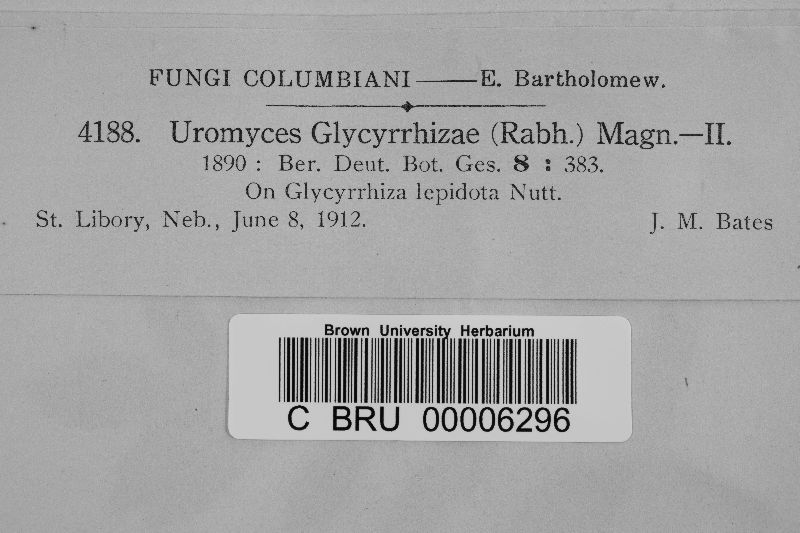 FUNGI COLUMBIANI——E. Bartholomew.
4188. Uromyces Glycyrrhizae (Rabh.) Magn.—II.
1890 : Ber. Deut. Bot. Ges. 8 : 383.
On Glycyrrhiza lepidota Nutt.
St. Libory, Neb., June 8, 1912. J. M. Bates
Brown University Herbarium
C BRU 00006296